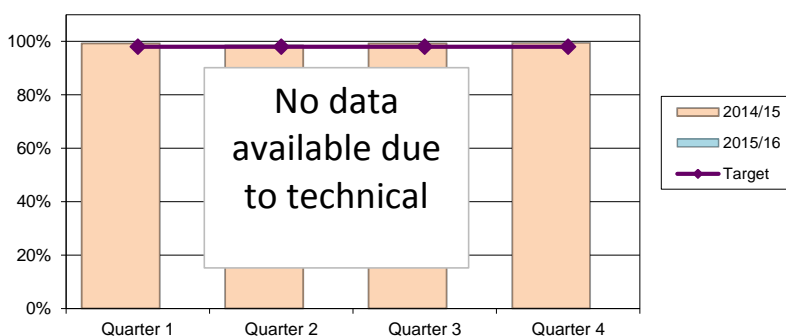 100%
80%
60%
40%
20%
0%
No data
available due
to technical
Quarter 1 Quarter 2 Quarter 3 Quarter 4
2014/15
2015/16
Target